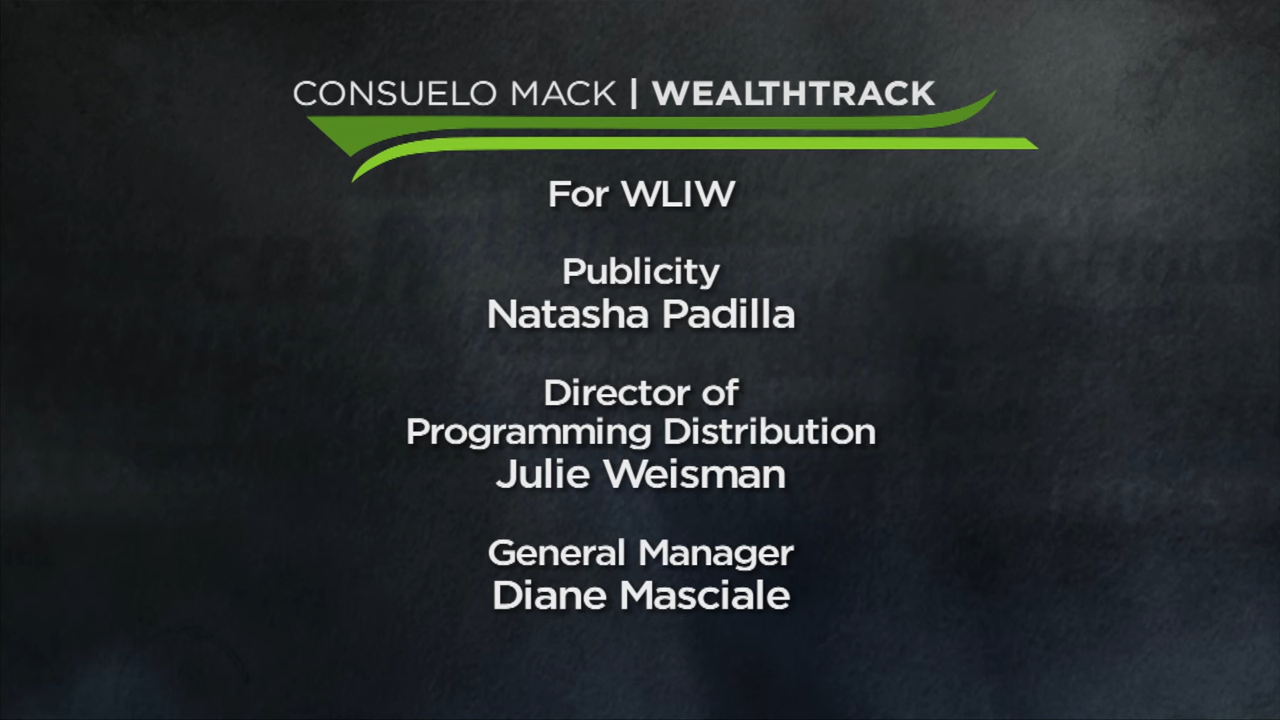 CONSUELO MACK | WEALTHTRACK
For WLIW
Publicity
Natasha Padilla
Director of
Programming Distribution
Julie Weisman
General Manager
Diane Masciale